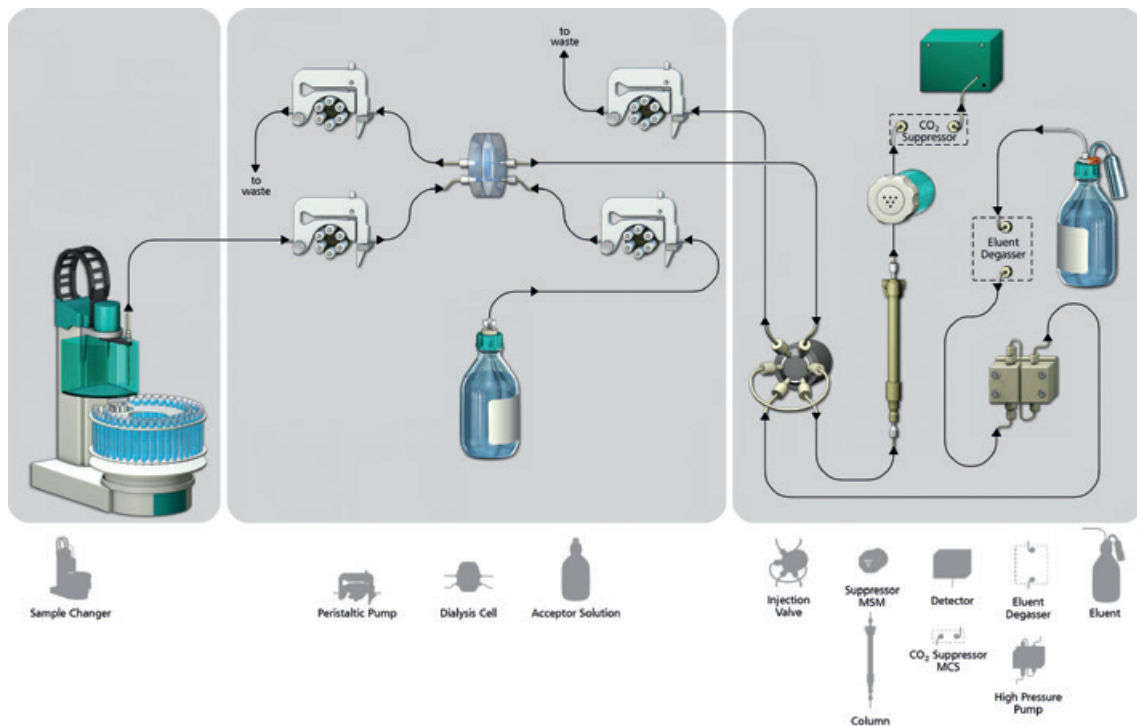 to
waste
to
waste
CO₂
Suppressor
Eluent
Degasser
Sample Changer
Peristaltic Pump
Dialysis Cell
Acceptor Solution
Injection
Valve
Suppressor
MSM
Detector
Eluent
Degasser
Eluent
CO₂ Suppressor
MCS
High Pressure
Pump
Column